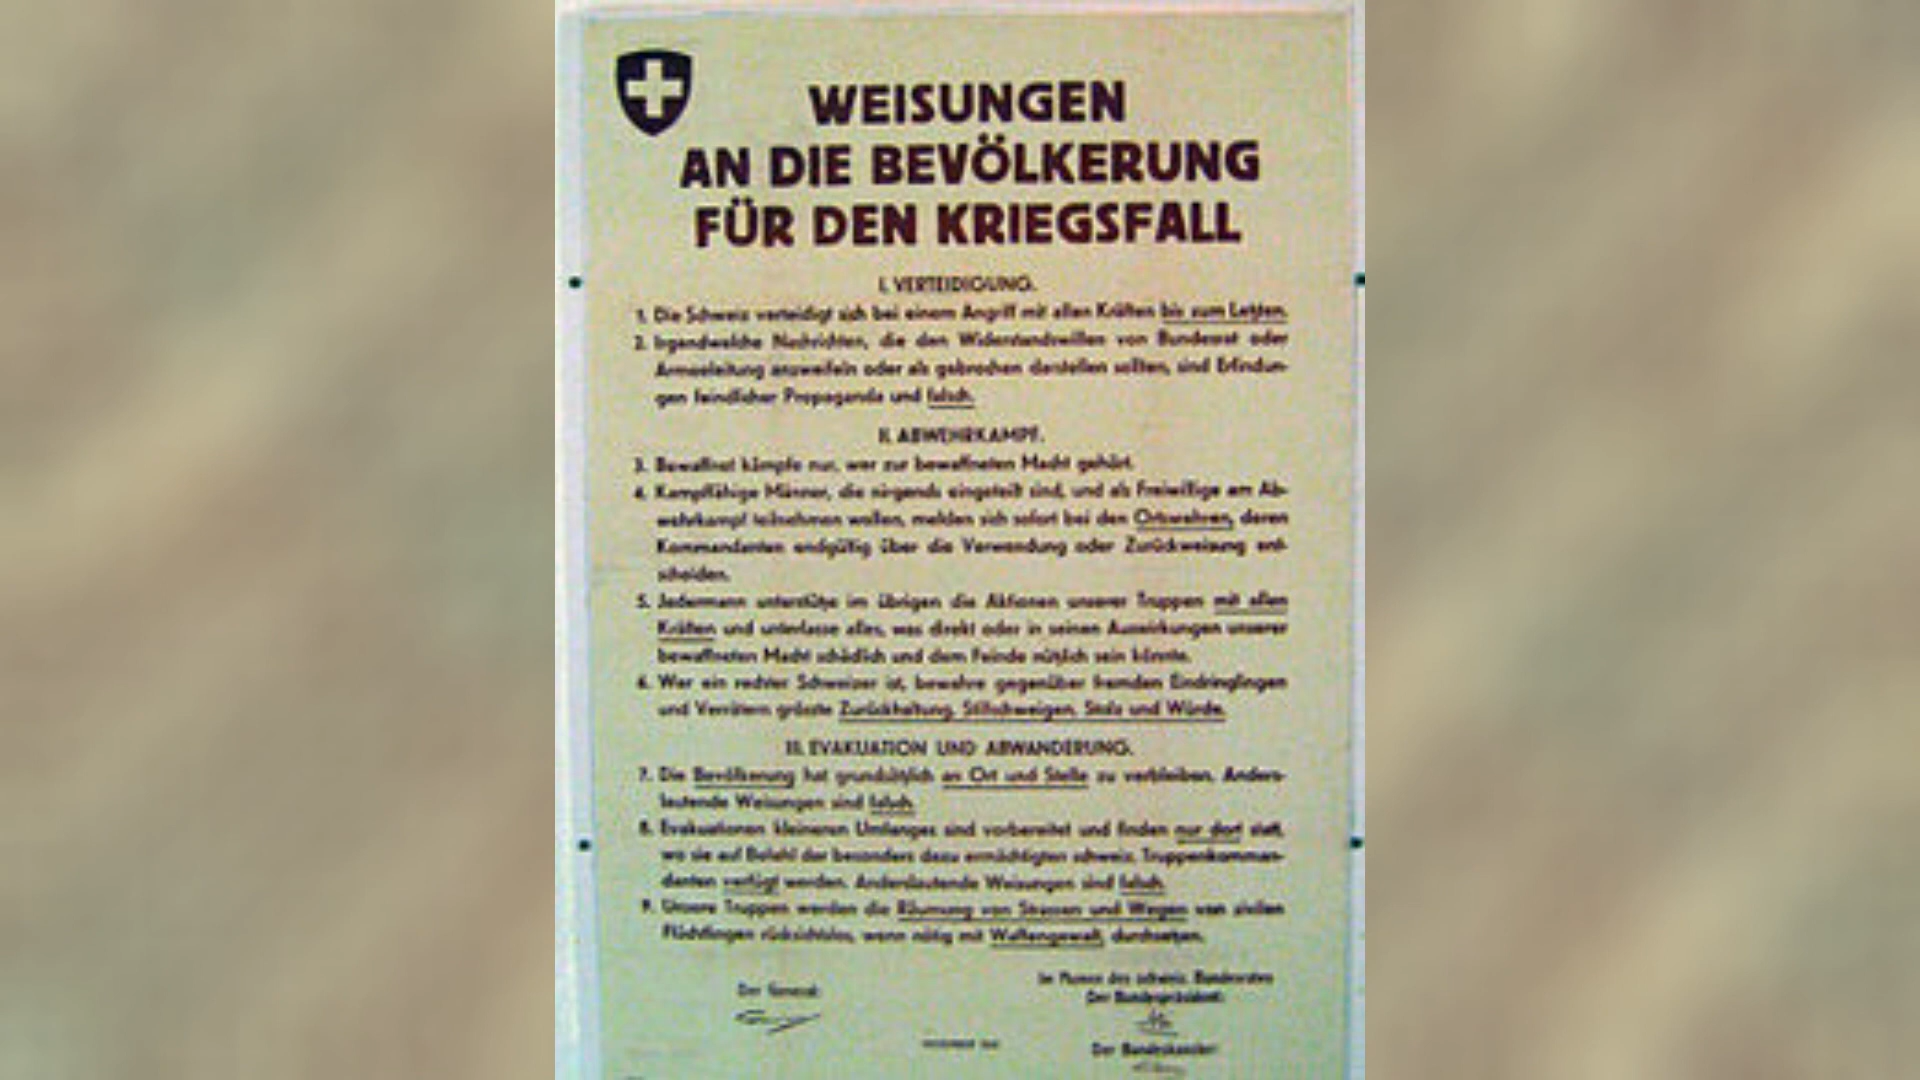 WEISUNGEN
AN DIE BEVÖLKERUNG
FÜR DEN KRIEGSFALL
I. VERTEIDIGUNG.
1. Die Schweiz verteidigt sich bei einem Angriff mit allen Kräften bis zum Letzten.
2. Irgendwelche Nachrichten, die den Widerstandswillen von Bundesrat oder
Armeeleitung anzweifeln oder als gebrochen darstellen sollten, sind Erfindun-
gen feindlicher Propaganda und falsch.
II. ABWEHRKAMPF.
3. Bewaffnet kämpfe nur, wer zur bewaffneten Macht gehört.
4. Kampffähige Männer, die nirgends eingeteilt sind, und als Freiwillige am Ab-
wehrkampf teilnehmen wollen, melden sich sofort bei den Ortswehren, deren
Kommandanten endgültig über die Verwendung oder Zurückweisung ent-
scheiden.
5. Jedermann unterstütze im übrigen die Aktionen unserer Truppen mit allen
Kräften und unterlasse alles, was direkt oder in seinen Auswirkungen unserer
bewaffneten Macht schädlich und dem Feinde nützlich sein könnte.
6. Wer ein rechter Schweizer ist, bewahre gegenüber fremden Eindringlingen
und Verrätern grösste Zurückhaltung, Stillschweigen, Stolz und Würde.
III. EVAKUATION UND ABWANDERUNG.
7. Die Bevölkerung hat grundsätzlich an Ort und Stelle zu verbleiben. Anders-
lautende Weisungen sind falsch.
8. Evakuationen kleineren Umfanges sind vorbereitet und finden nur dort statt,
wo sie auf Befehl der besonders dazu ermächtigten schweiz. Truppenkomman-
danten verfügt werden. Anderslautende Weisungen sind falsch.
9. Unsere Truppen werden die Räumung von Strassen und Wegen von zivilen
Flüchtlingen rücksichtslos, wenn nötig mit Waffengewalt, durchsetzen.
Der General:
Im Namen des schweiz. Bundesrates
Der Bundespräsident:
Der Bundeskanzler: